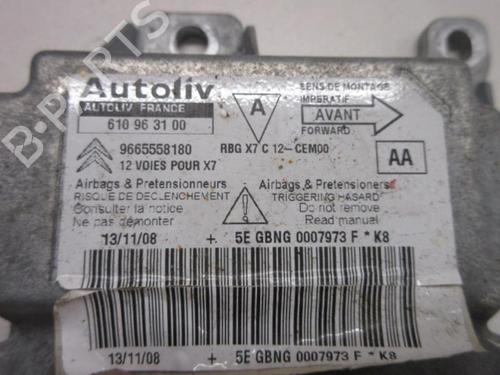 Autoliv
AUTOLIV FRANCE
610 96 31 00
A
SENS DE MONTAGE
IMPERATIF
AVANT
FORWARD
9665558180
RBG X7 C 12-CEM00
12 VOIES POUR X7
AA
Airbags & Pretensionneurs
RISQUE DE DECLENCHEMENT
Consulter la notice
Ne pas démonter
!
Airbags & Pretensioners
TRIGGERING HASARD
Do not remove
Read manual
13/11/08 + 5E GBNG 0007973 F * K8
13/11/08 + 5E GBNG 0007973 F * K8
B-PARTS